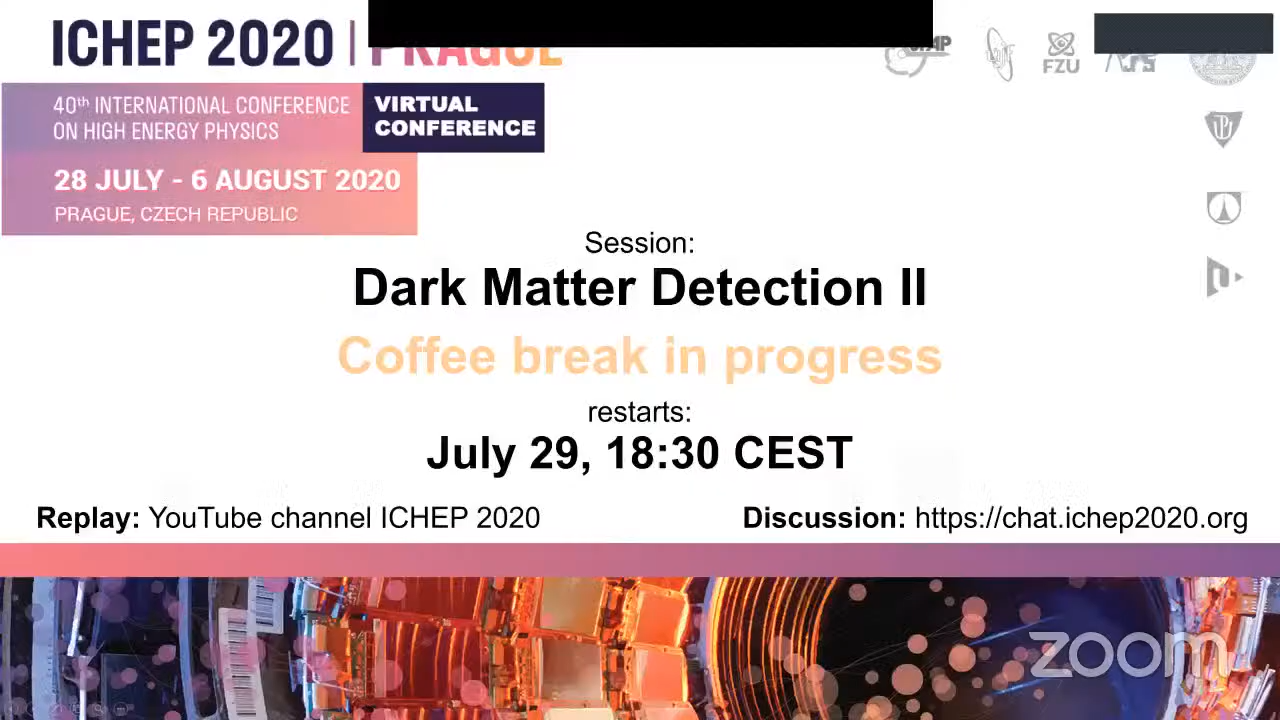 ICHEP 2020 | PRAGUE
40th INTERNATIONAL CONFERENCE
ON HIGH ENERGY PHYSICS
VIRTUAL
CONFERENCE
28 JULY - 6 AUGUST 2020
PRAGUE, CZECH REPUBLIC
FZU
Session:
Dark Matter Detection II
Coffee break in progress
restarts:
July 29, 18:30 CEST
Replay: YouTube channel ICHEP 2020
Discussion: https://chat.ichep2020.org
zoom